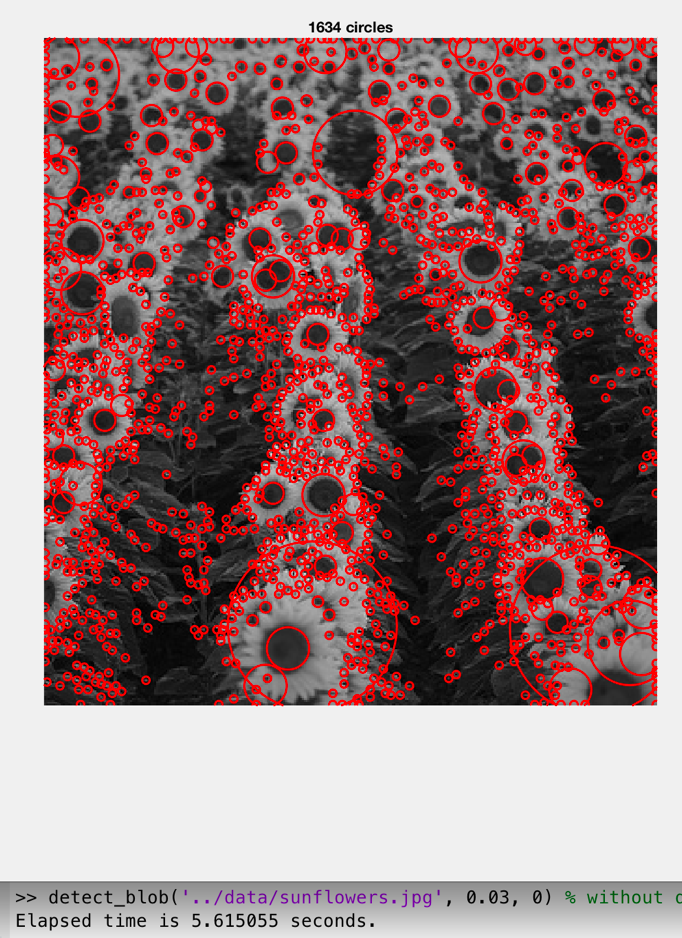 1634 circles
>> detect_blob('../data/sunflowers.jpg', 0.03, 0) % without
Elapsed time is 5.615055 seconds.